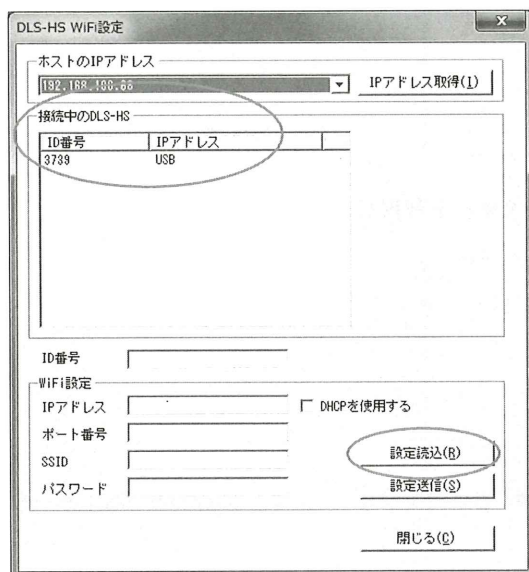 DLS-HS WiFi設定
ホストのIPアドレス
IPアドレス取得(I)
接続中のDLS-HS
ID番号 IPアドレス
3739 USB
ID番号
WiFi設定
IPアドレス
DHCPを使用する
ポート番号
SSID
設定読込(R)
パスワード
設定送信(S)
閉じる(C)